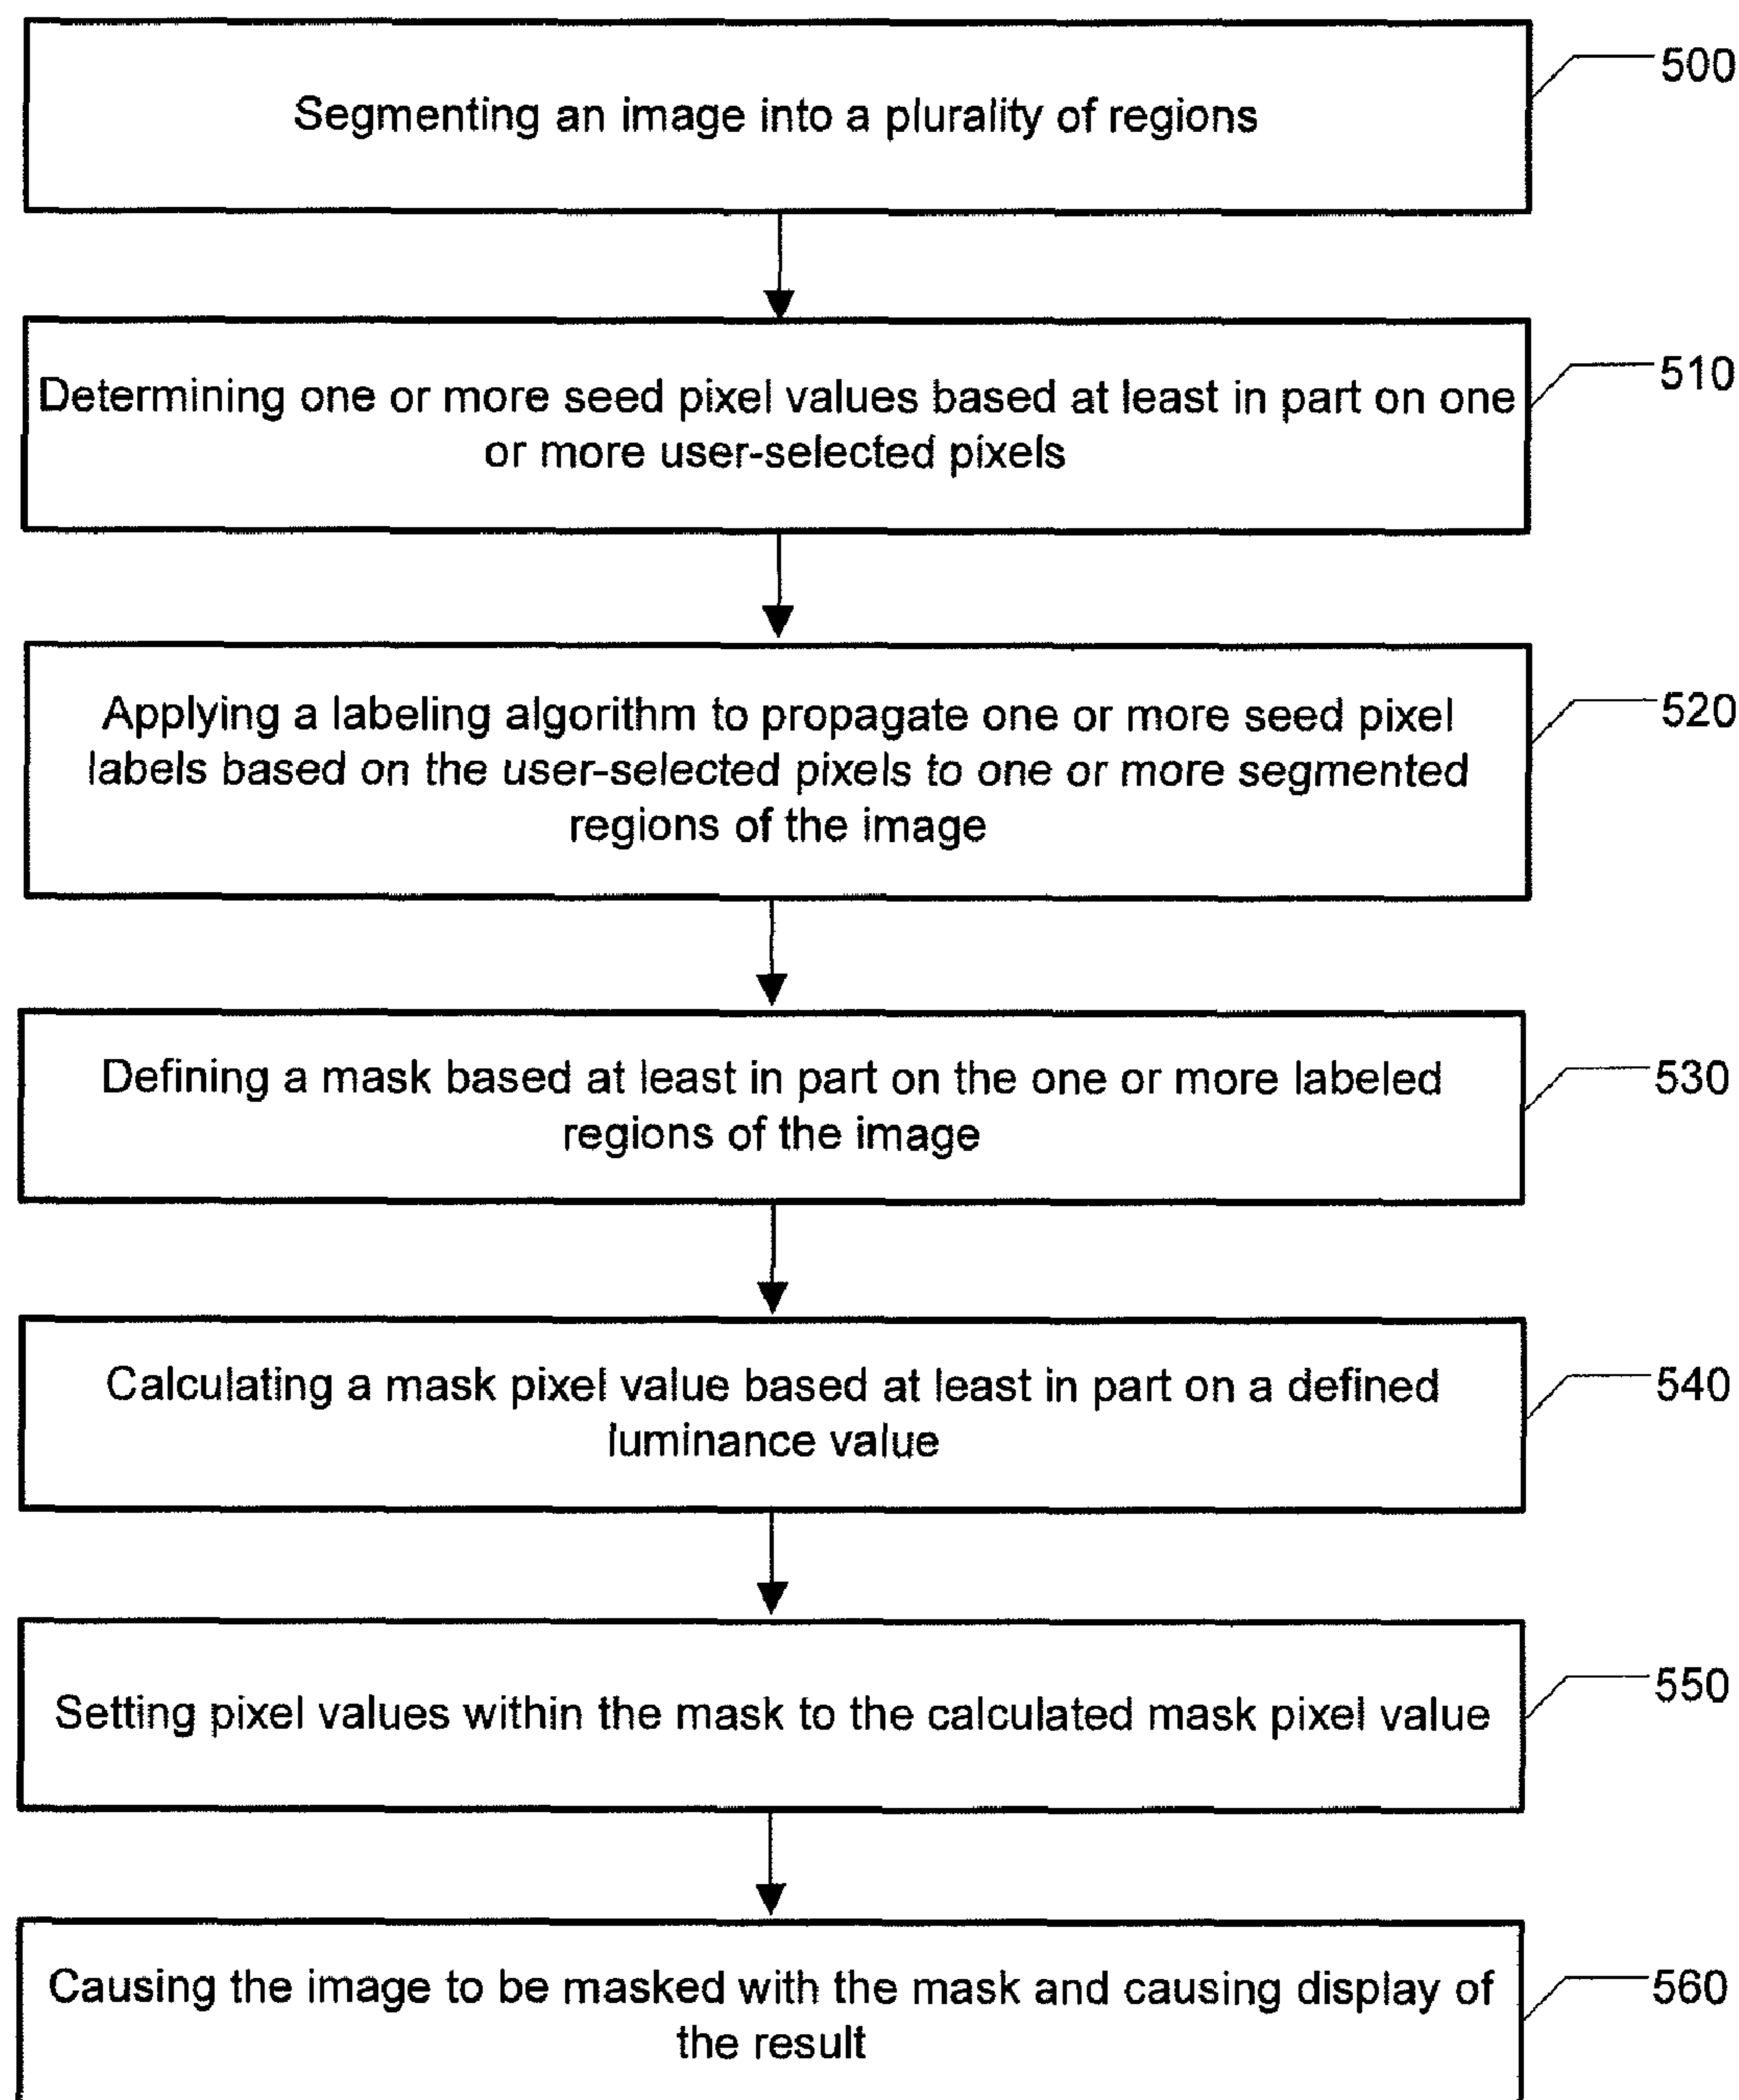 Segmenting an image into a plurality of regions
500
Determining one or more seed pixel values based at least in part on one
or more user-selected pixels
510
Applying a labeling algorithm to propagate one or more seed pixel
labels based on the user-selected pixels to one or more segmented
regions of the image
520
Defining a mask based at least in part on the one or more labeled
regions of the image
530
Calculating a mask pixel value based at least in part on a defined
luminance value
540
Setting pixel values within the mask to the calculated mask pixel value
550
Causing the image to be masked with the mask and causing display of
the result
560